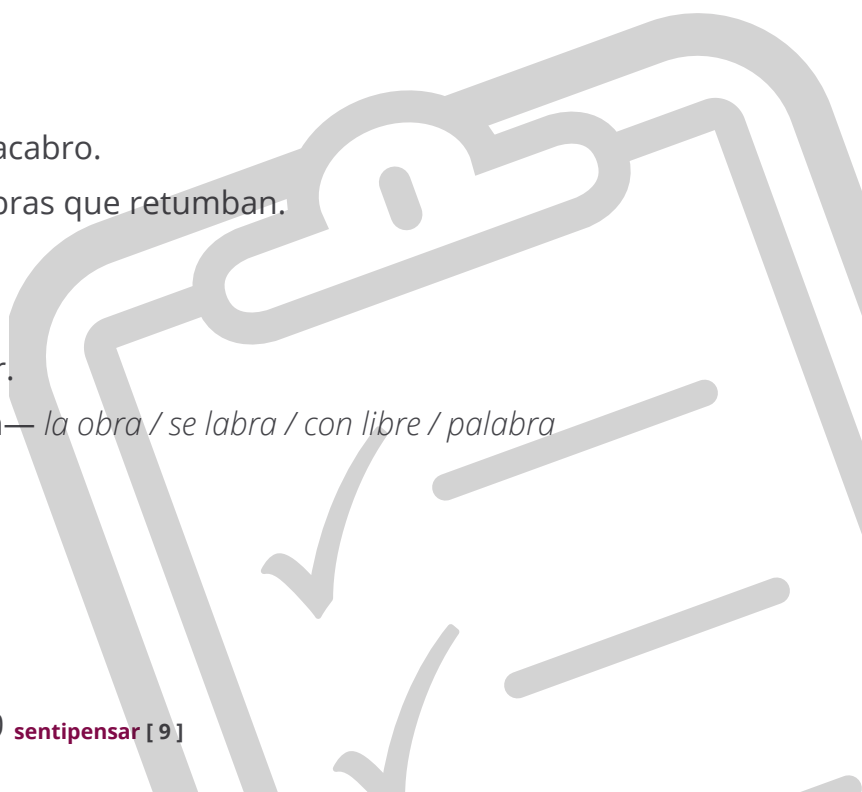 acabro.
bras que retumban.
r.
— la obra / se labra / con libre / palabra
sentipensar [ 9 ]